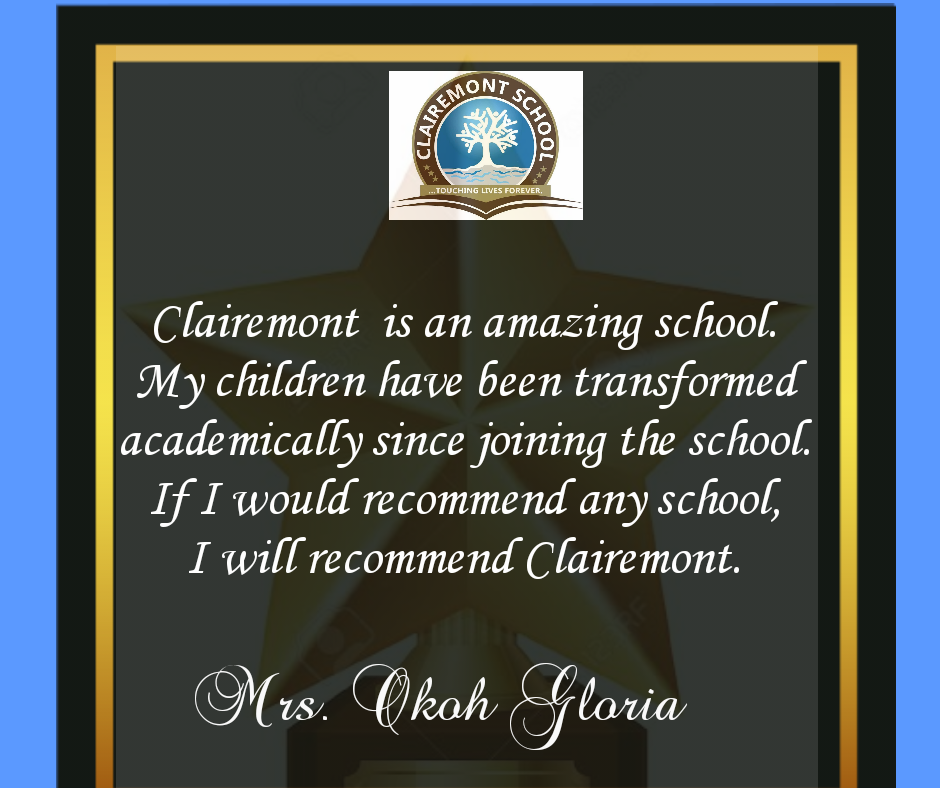 CLAIREMONT SCHOOL
...TOUCHING LIVES FOREVER.
Clairemont is an amazing school.
My children have been transformed
academically since joining the school.
If I would recommend any school,
I will recommend Clairemont.
Mrs. Okoh Gloria